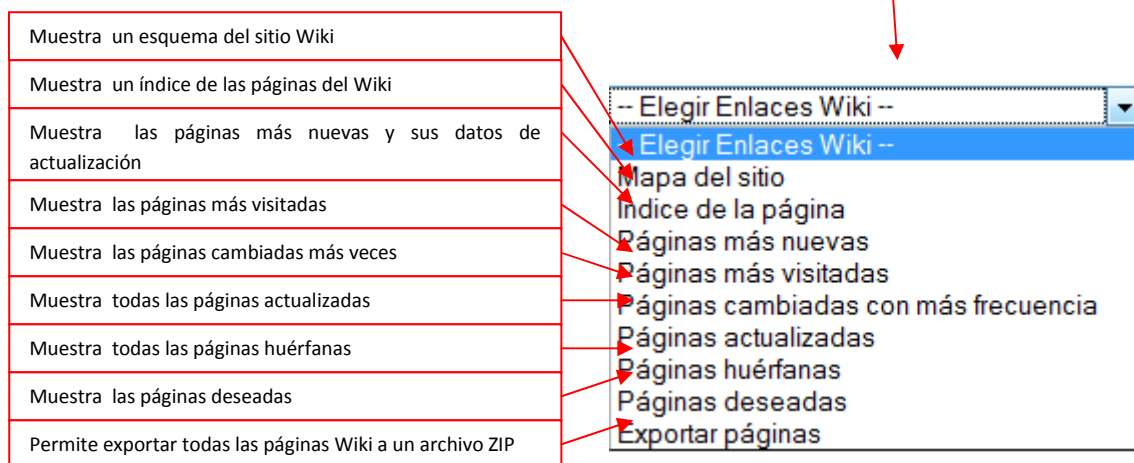 Muestra un esquema del sitio Wiki
Muestra un índice de las páginas del Wiki
Muestra las páginas más nuevas y sus datos de
actualización
Muestra las páginas más visitadas
Muestra las páginas cambiadas más veces
Muestra todas las páginas actualizadas
Muestra todas las páginas huérfanas
Muestra las páginas deseadas
Permite exportar todas las páginas Wiki a un archivo ZIP
-- Elegir Enlaces Wiki --
-- Elegir Enlaces Wiki --
Mapa del sitio
Índice de la página
Páginas más nuevas
Páginas más visitadas
Páginas cambiadas con más frecuencia
Páginas actualizadas
Páginas huérfanas
Páginas deseadas
Exportar páginas